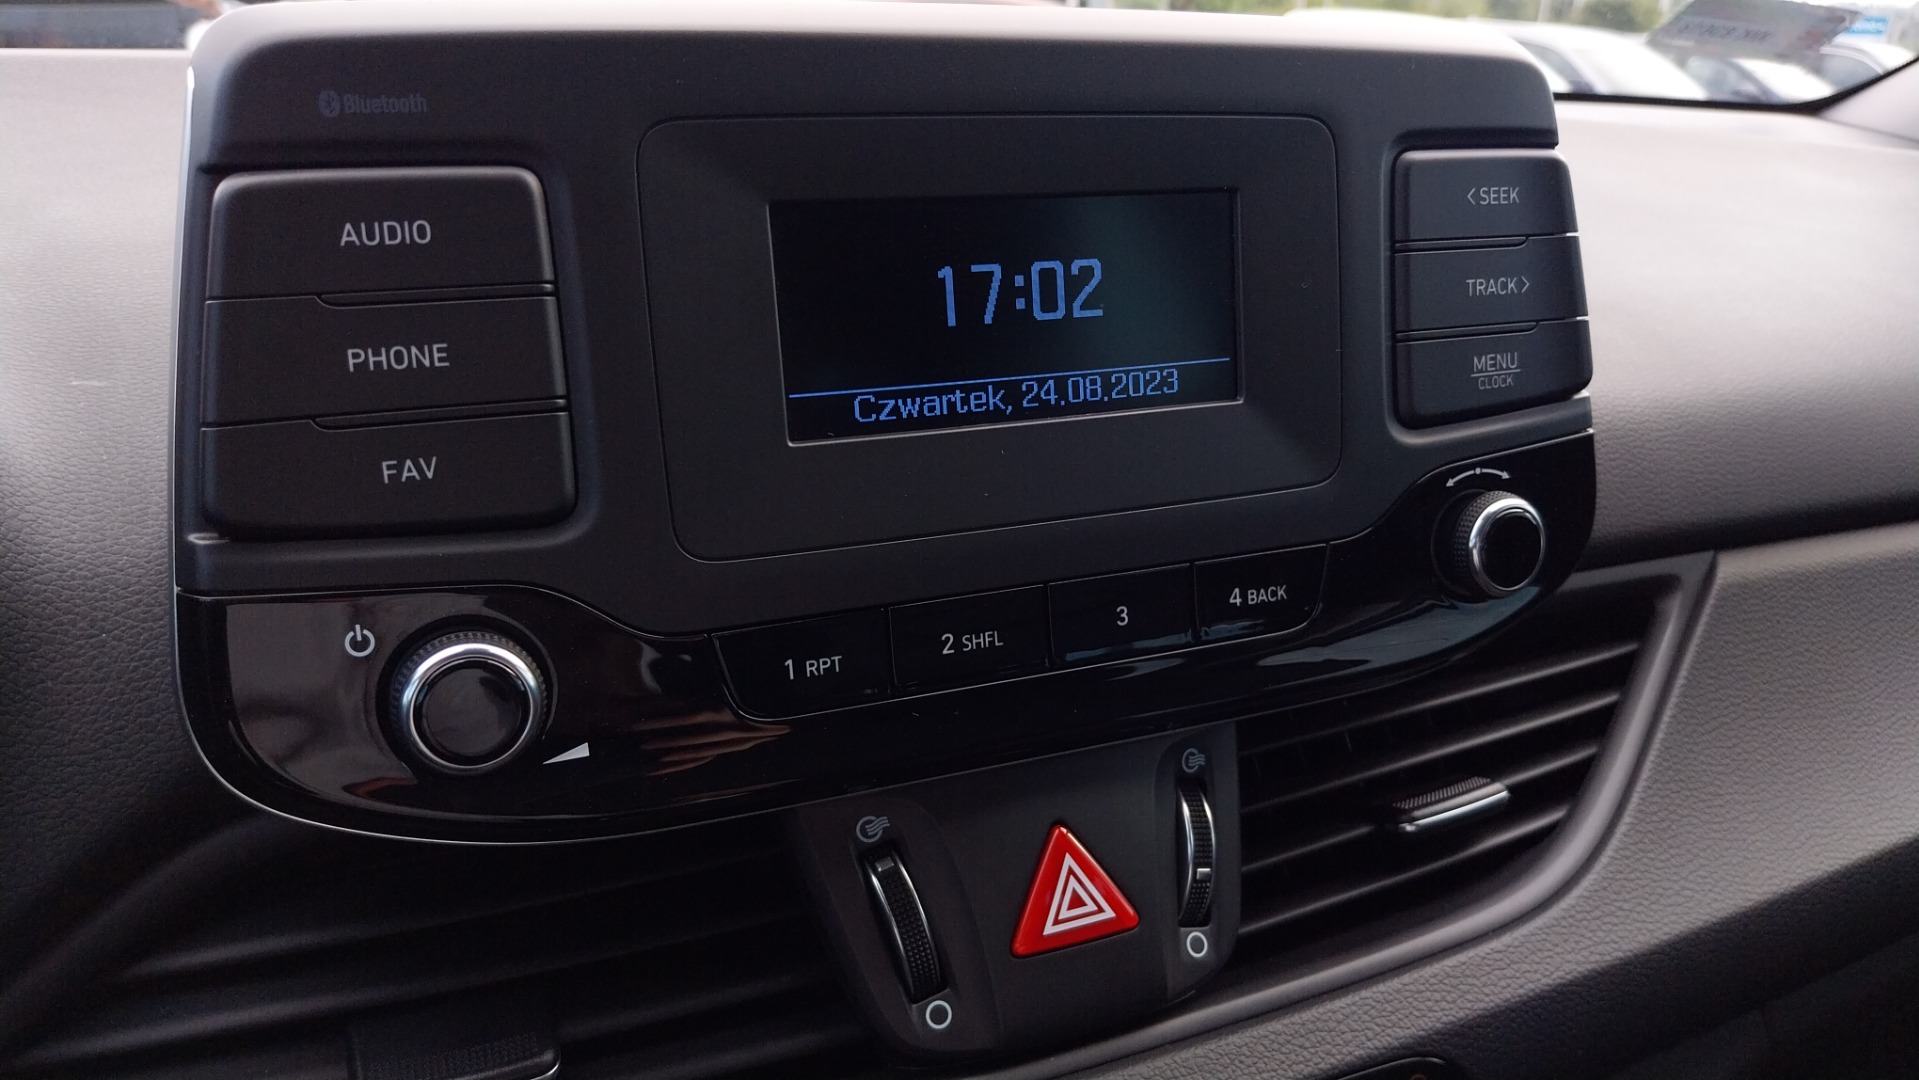 Bluetooth
AUDIO
PHONE
FAV
17:02
Czwartek, 24.08.2023
<SEEK
TRACK>
MENU
CLOCK
1 RPT
2 SHFL
3
4 BACK